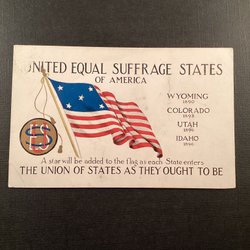 UNITED EQUAL SUFFRAGE STATES
OF AMERICA
WYOMING
1890
COLORADO
1893
UTAH
1896
IDAHO
1896
A star will be added to the flag as each State enters
THE UNION OF STATES AS THEY OUGHT TO BE